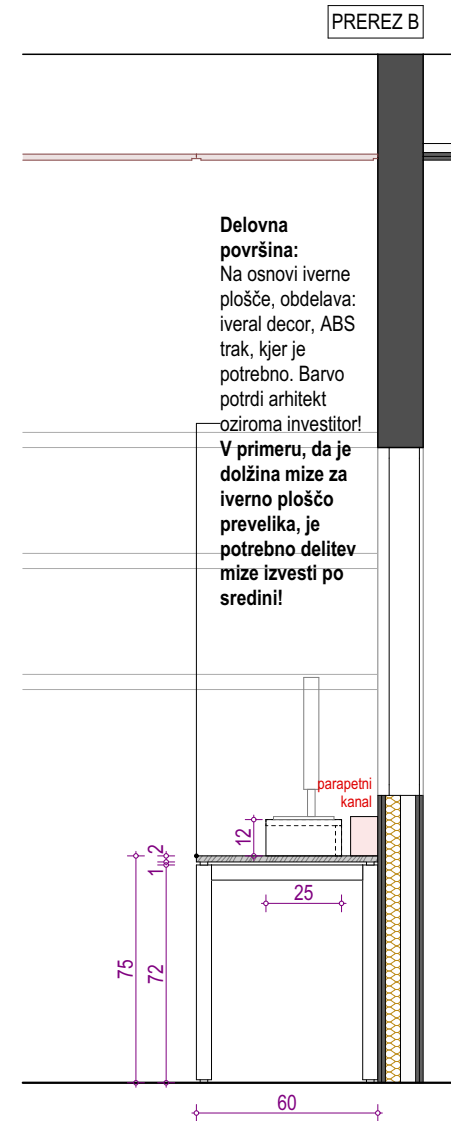 PREREZ B
Delovna
površina:
Na osnovi iverne
plošče, obdelava:
iveral decor, ABS
trak, kjer je
potrebno. Barvo
potrdi arhitekt
oziroma investitor!
V primeru, da je
dolžina mize za
iverno ploščo
prevelika, je
potrebno delitev
mize izvesti po
sredini!
parapetni
kanal
12
2
1
25
75
72
60